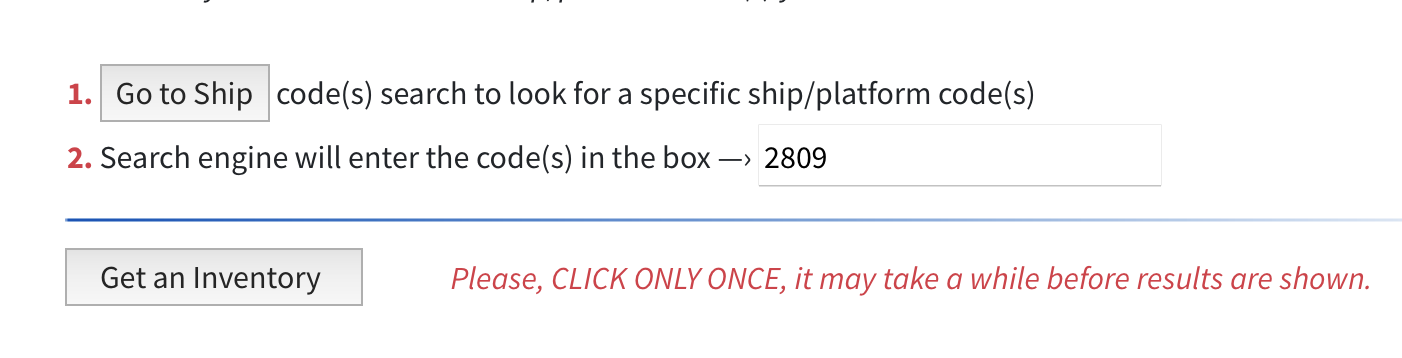 1. Go to Ship code(s) search to look for a specific ship/platform code(s)
2. Search engine will enter the code(s) in the box —› 2809
Get an Inventory Please, CLICK ONLY ONCE, it may take a while before results are shown.